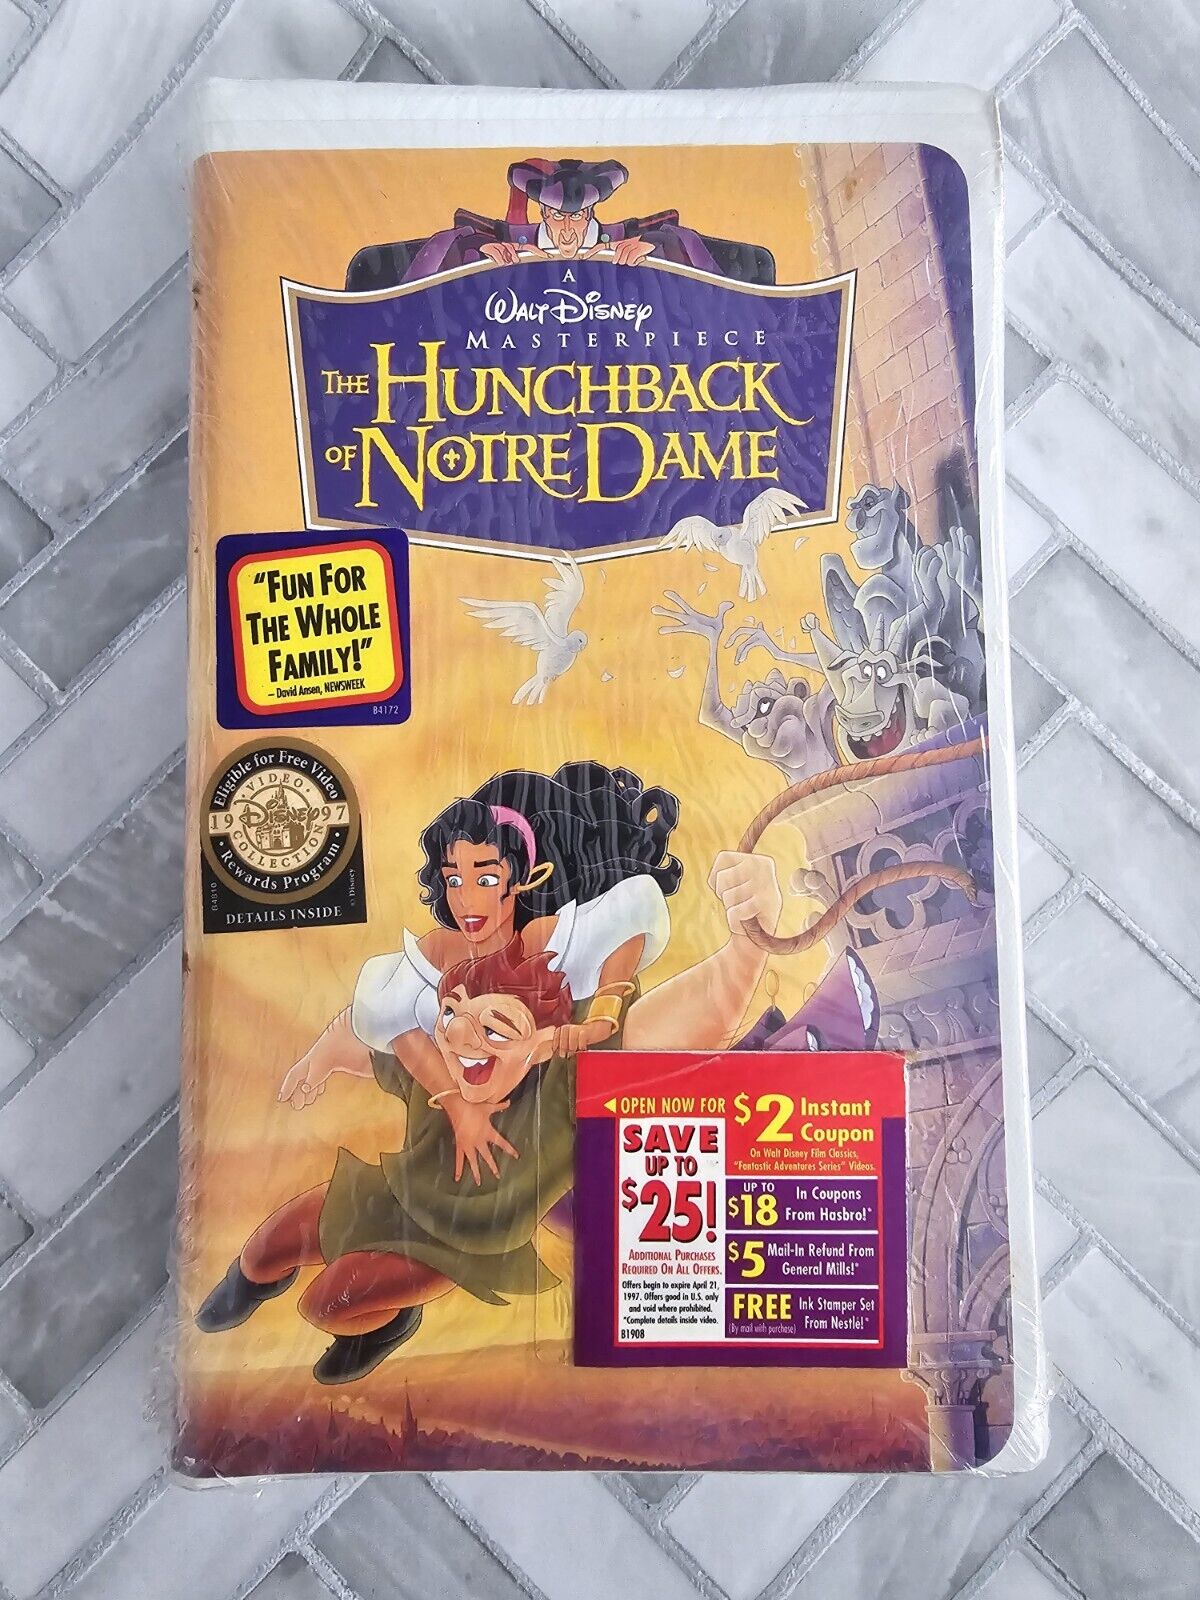 A
WALT DISNEY
MASTERPIECE
THE HUNCHBACK
OF NOTRE DAME
"FUN FOR
THE WHOLE
FAMILY!"
– David Ansen, NEWSWEEK
B4172
Eligible for Free Video
VIDEO
19 DISNEY 97
COLLECTION
• Rewards Program •
B4810
© Disney
DETAILS INSIDE
OPEN NOW FOR
$2 Instant
Coupon
On Walt Disney Film Classics,
"Fantastic Adventures Series" Videos.
SAVE
UP TO
$25!
ADDITIONAL PURCHASES
REQUIRED ON ALL OFFERS.
Offers begin to expire April 21,
1997. Offers good in U.S. only
and void where prohibited.
*Complete details inside video.
B1908
UP TO
$18 In Coupons
From Hasbro!*
$5 Mail-In Refund From
General Mills!*
FREE Ink Stamper Set
(By mail with purchase) From Nestlé!*